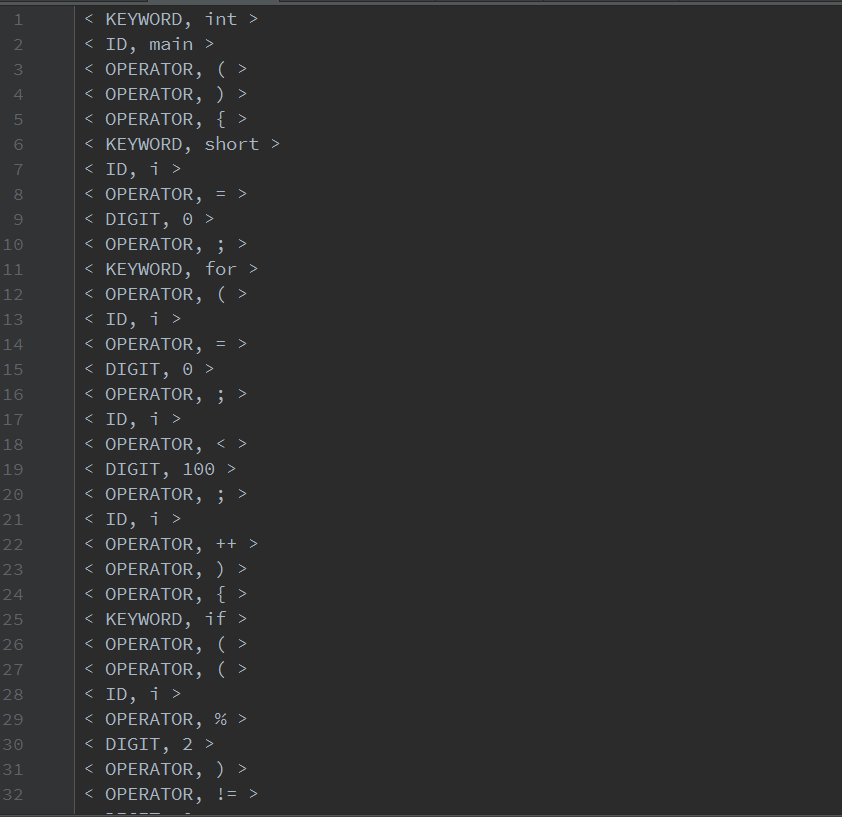 1 < KEYWORD, int >
2 < ID, main >
3 < OPERATOR, ( >
4 < OPERATOR, ) >
5 < OPERATOR, { >
6 < KEYWORD, short >
7 < ID, i >
8 < OPERATOR, = >
9 < DIGIT, 0 >
10 < OPERATOR, ; >
11 < KEYWORD, for >
12 < OPERATOR, ( >
13 < ID, i >
14 < OPERATOR, = >
15 < DIGIT, 0 >
16 < OPERATOR, ; >
17 < ID, i >
18 < OPERATOR, < >
19 < DIGIT, 100 >
20 < OPERATOR, ; >
21 < ID, i >
22 < OPERATOR, ++ >
23 < OPERATOR, ) >
24 < OPERATOR, { >
25 < KEYWORD, if >
26 < OPERATOR, ( >
27 < OPERATOR, ( >
28 < ID, i >
29 < OPERATOR, % >
30 < DIGIT, 2 >
31 < OPERATOR, ) >
32 < OPERATOR, != >